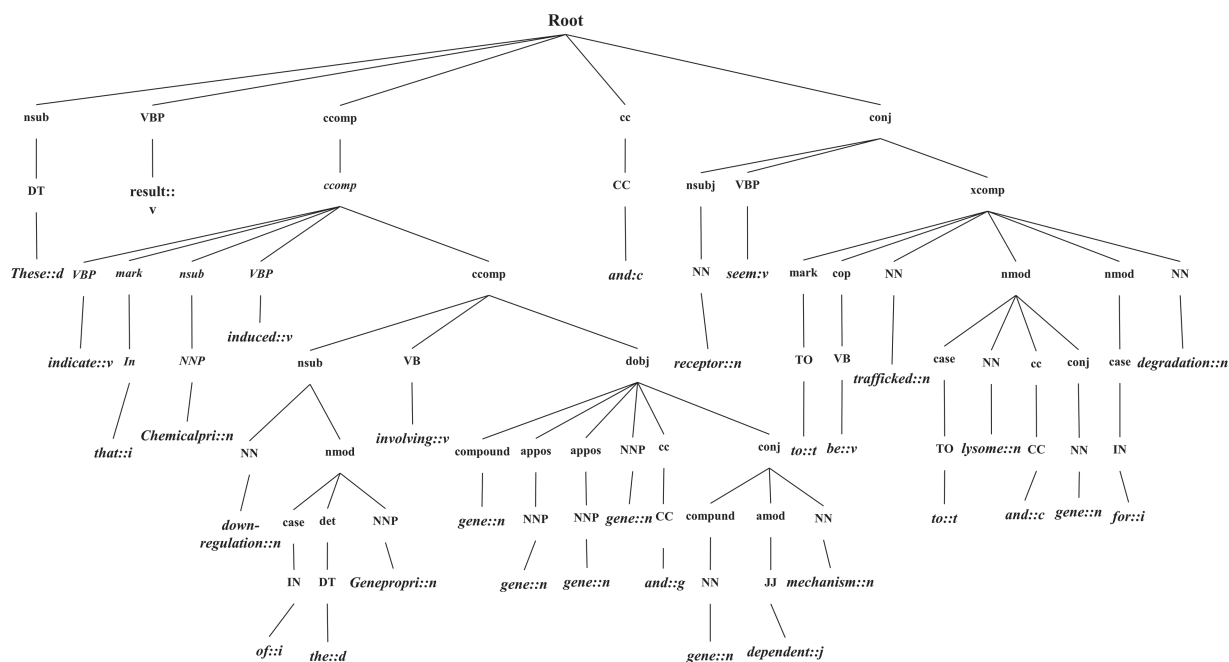 Root
nsub VBP ccomp cc conj
DT result:: v ccomp CC nsubj VBP xcomp
These::d VBP mark nsub VBP ccomp and:c NN seem:v mark cop NN nmod nmod NN
indicate::v In NNP induced::v nsub VB dobj receptor::n TO VB trafficked::n case NN cc conj case degradation::n
that::i Chemicalpri::n NN nmod involving::v compound appos appos NNP cc conj to::t be::v TO lysome::n CC NN IN
down-regulation::n case det NNP gene::n NNP NNP gene::n CC compund amod NN to::t and::c gene::n for::i
IN DT Genepropri::n gene::n gene::n and::g NN JJ mechanism::n
of::i the::d gene::n dependent::j